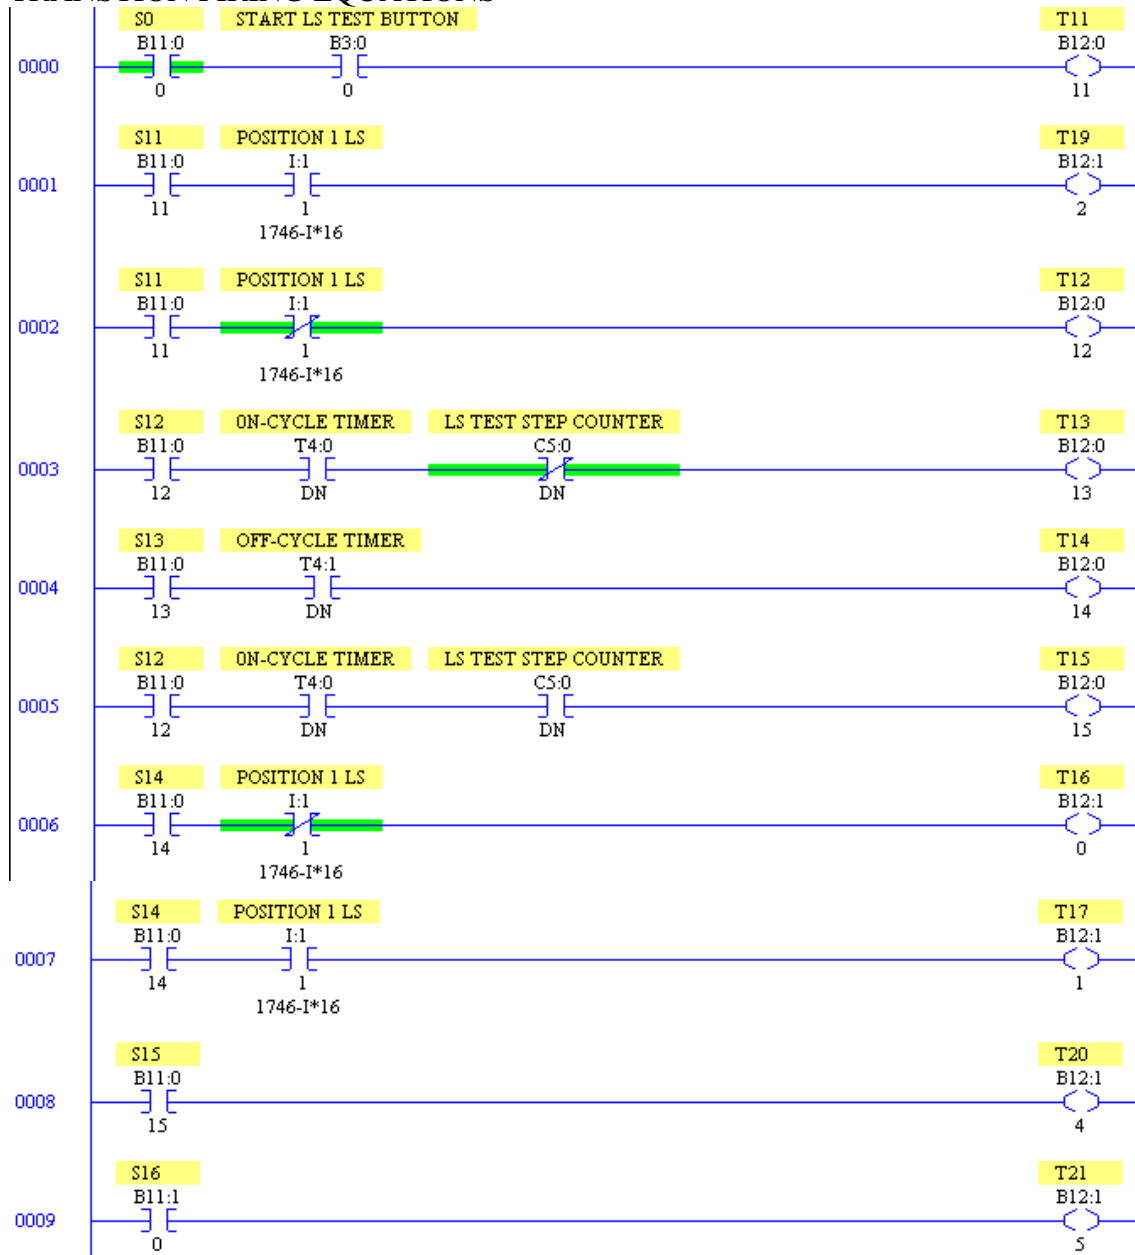 TRANSITION FIRING EQUATIONS
S0 START LS TEST BUTTON T11
B11:0 B3:0 B12:0
0000
0 0 11
S11 POSITION 1 LS T19
B11:0 I:1 B12:1
0001
11 1 2
1746-I*16
S11 POSITION 1 LS T12
B11:0 I:1 B12:0
0002
11 1 12
1746-I*16
S12 0N-CYCLE TIMER LS TEST STEP COUNTER T13
B11:0 T4:0 C5:0 B12:0
0003
12 DN DN 13
S13 OFF-CYCLE TIMER T14
B11:0 T4:1 B12:0
0004
13 DN 14
S12 0N-CYCLE TIMER LS TEST STEP COUNTER T15
B11:0 T4:0 C5:0 B12:0
0005
12 DN DN 15
S14 POSITION 1 LS T16
B11:0 I:1 B12:1
0006
14 1 0
1746-I*16
S14 POSITION 1 LS T17
B11:0 I:1 B12:1
0007
14 1 1
1746-I*16
S15 T20
B11:0 B12:1
0008
15 4
S16 T21
B11:1 B12:1
0009
0 5